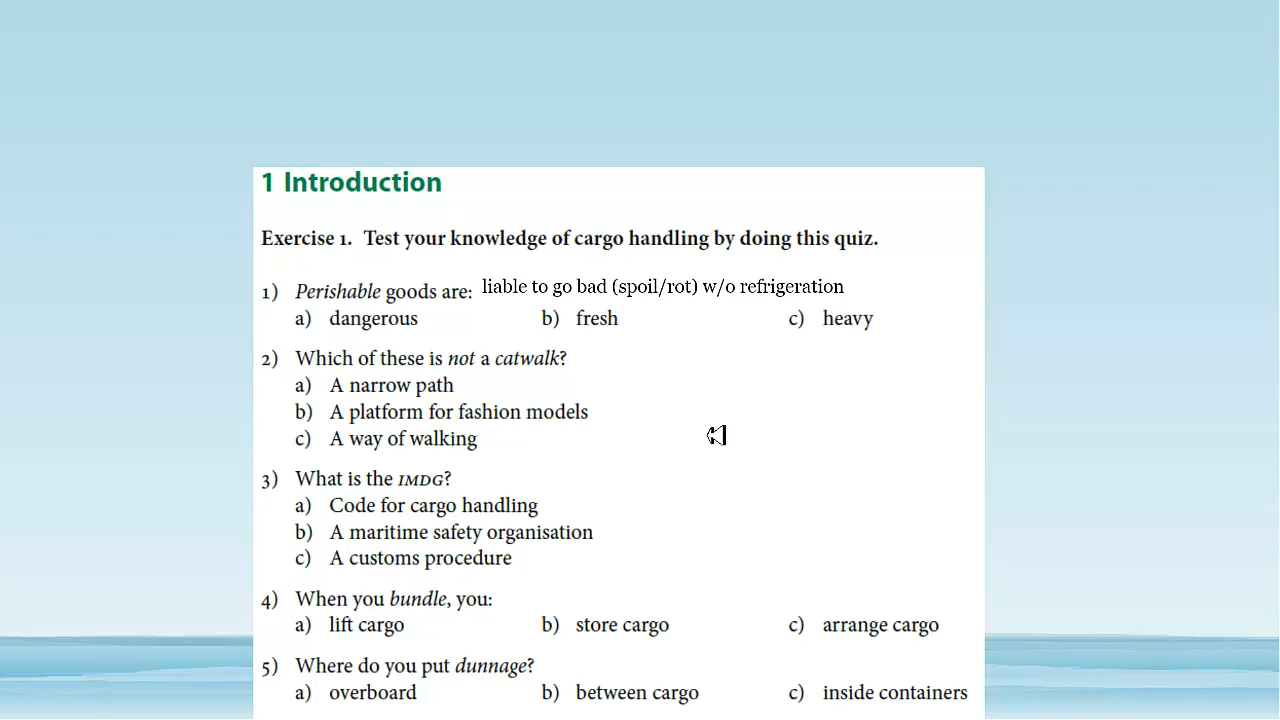 1 Introduction
Exercise 1. Test your knowledge of cargo handling by doing this quiz.
1) Perishable goods are: liable to go bad (spoil/rot) w/o refrigeration
a) dangerous b) fresh c) heavy
2) Which of these is not a catwalk?
a) A narrow path
b) A platform for fashion models
c) A way of walking
3) What is the IMDG?
a) Code for cargo handling
b) A maritime safety organisation
c) A customs procedure
4) When you bundle, you:
a) lift cargo b) store cargo c) arrange cargo
5) Where do you put dunnage?
a) overboard b) between cargo c) inside containers